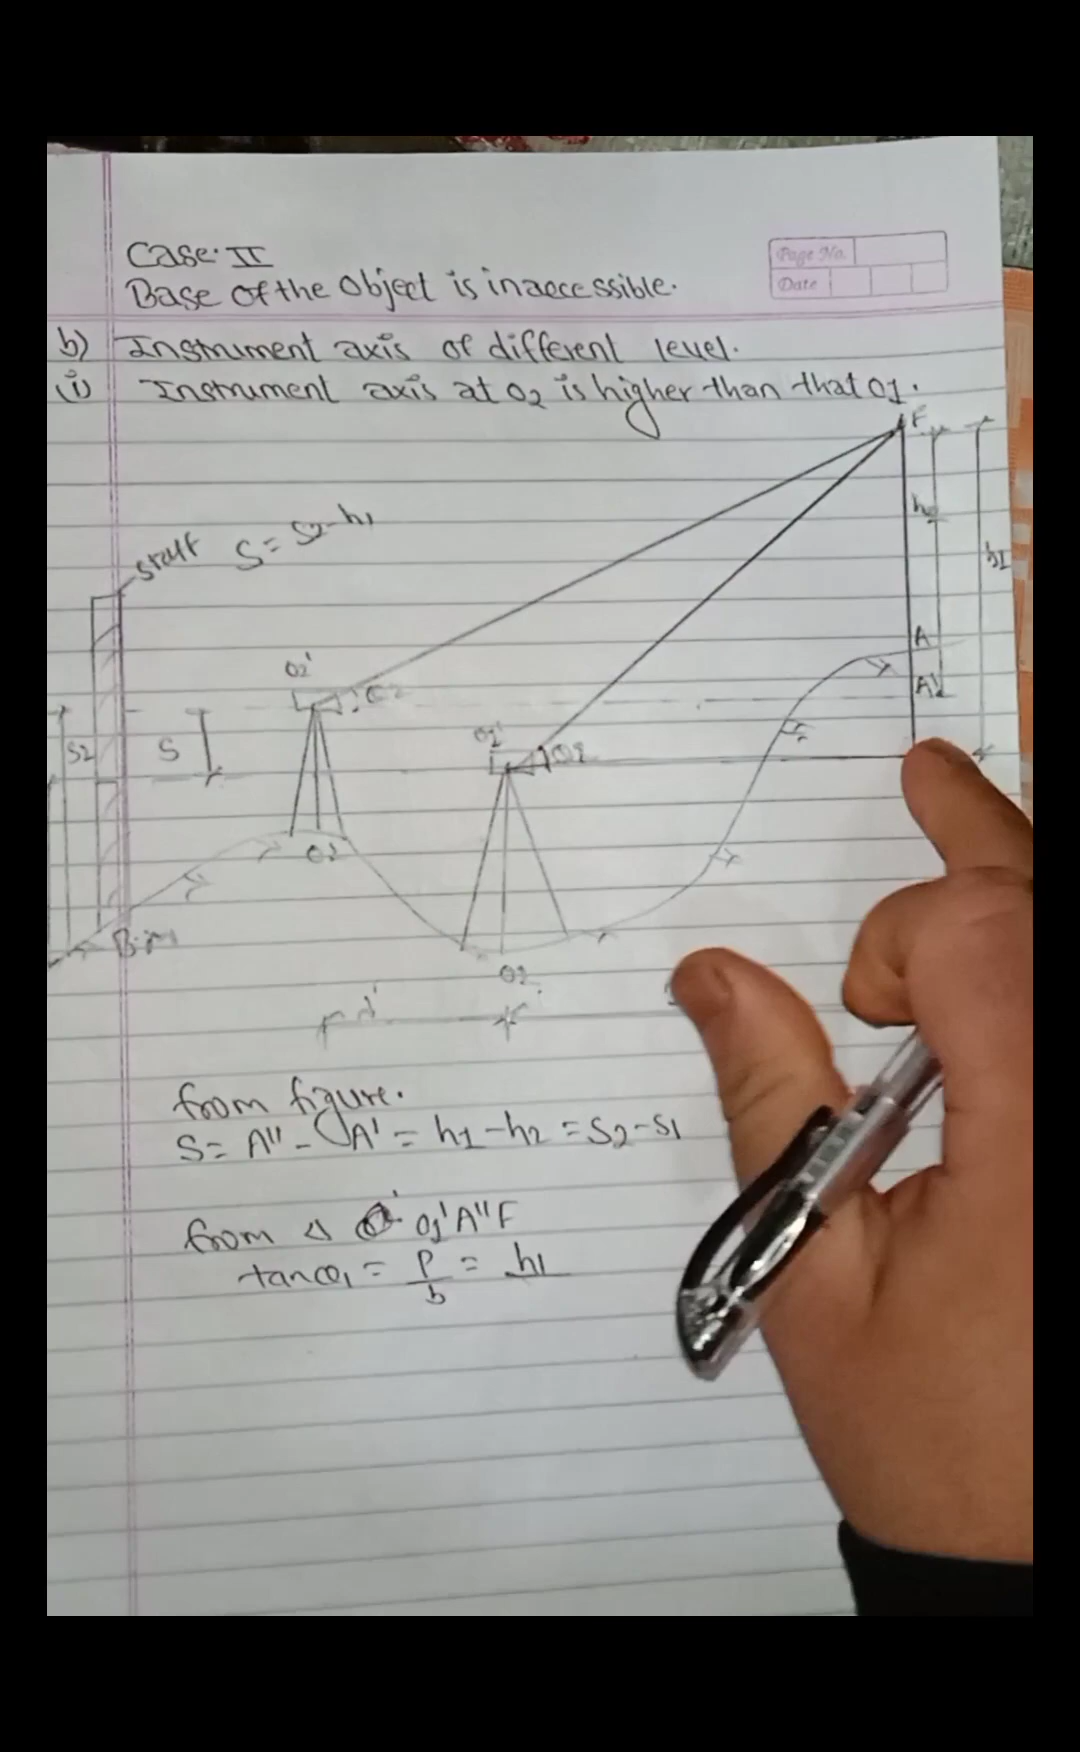 Case. II
Base of the object is inaccessible.
Page No.
Date
b) Instrument axis of different level.
(i) Instrument axis at O2 is higher than that O1.
F
h2
h1
staff
S = S2 - h1
A
A'
O2'
S2
S
O1'
O2
B.M
O1
d
from figure.
S = A'' - A' = h1 - h2 = S2 - S1
from Δ O1'A''F
tanθ1 = P/b = h1